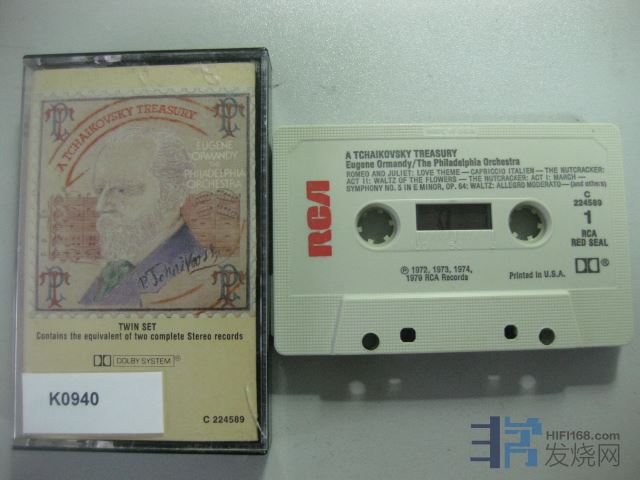 A TCHAIKOVSKY TREASURY
EUGENE
ORMANDY
PHILADELPHIA
ORCHESTRA
P. Tchaikovsky
TWIN SET
Contains the equivalent of two complete Stereo records
DOLBY SYSTEM®
K0940
C 224589
A TCHAIKOVSKY TREASURY
Eugene Ormandy/The Philadelphia Orchestra
ROMEO AND JULIET: LOVE THEME — CAPRICCIO ITALIEN — THE NUTCRACKER:
ACT 11: WALTZ OF THE FLOWERS — THE NUTCRACKER: ACT 1: MARCH —
SYMPHONY NO. 5 IN E MINOR, OP. 64: WALTZ: ALLEGRO MODERATO—(and others)
C
224589
1
RCA
RED SEAL
RCA
℗ 1972, 1973, 1974,
1979 RCA Records
Printed in U.S.A.
HIFI168.com
发烧网